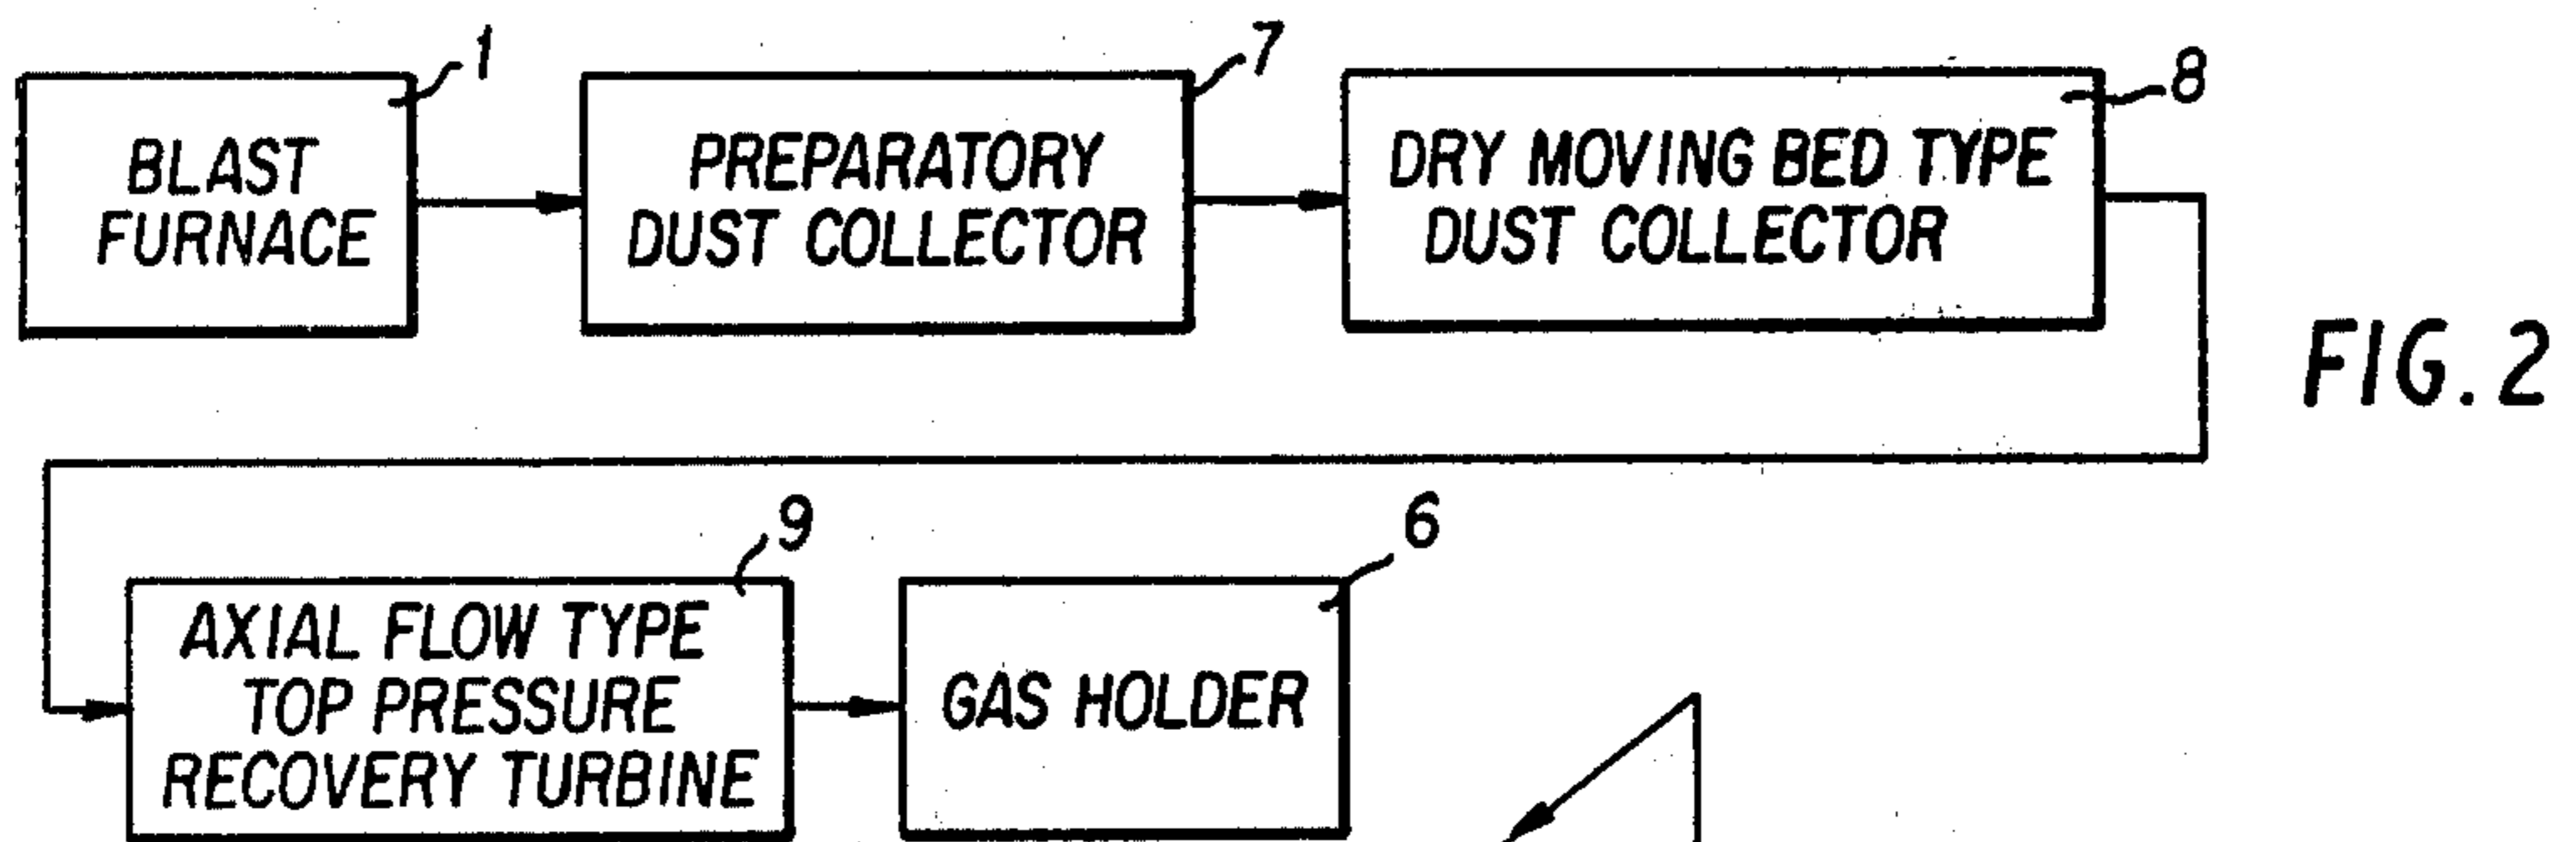 1
BLAST
FURNACE
7
PREPARATORY
DUST COLLECTOR
8
DRY MOVING BED TYPE
DUST COLLECTOR
FIG. 2
9
AXIAL FLOW TYPE
TOP PRESSURE
RECOVERY TURBINE
6
GAS HOLDER